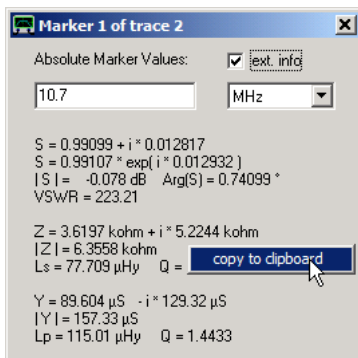 Marker 1 of trace 2
Absolute Marker Values:
ext. info
10.7
MHz
S = 0.99099 + i * 0.012817
S = 0.99107 * exp( i * 0.012932 )
| S | = -0.078 dB Arg(S) = 0.74099 °
VSWR = 223.21
Z = 3.6197 kohm + i * 5.2244 kohm
| Z | = 6.3558 kohm
Ls = 77.709 µHy Q =
copy to clipboard
Y = 89.604 µS - i * 129.32 µS
| Y | = 157.33 µS
Lp = 115.01 µHy Q = 1.4433